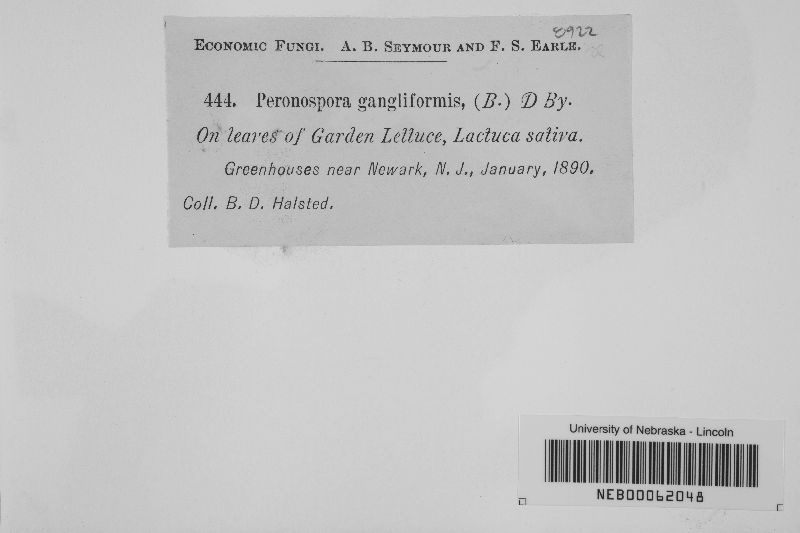 8922
ECONOMIC FUNGI. A. B. SEYMOUR AND F. S. EARLE.
444. Peronospora gangliformis, (B.) D By.
On leaves of Garden Lettuce, Lactuca sativa.
Greenhouses near Newark, N. J., January, 1890.
Coll. B. D. Halsted.
University of Nebraska - Lincoln
NEB00062048